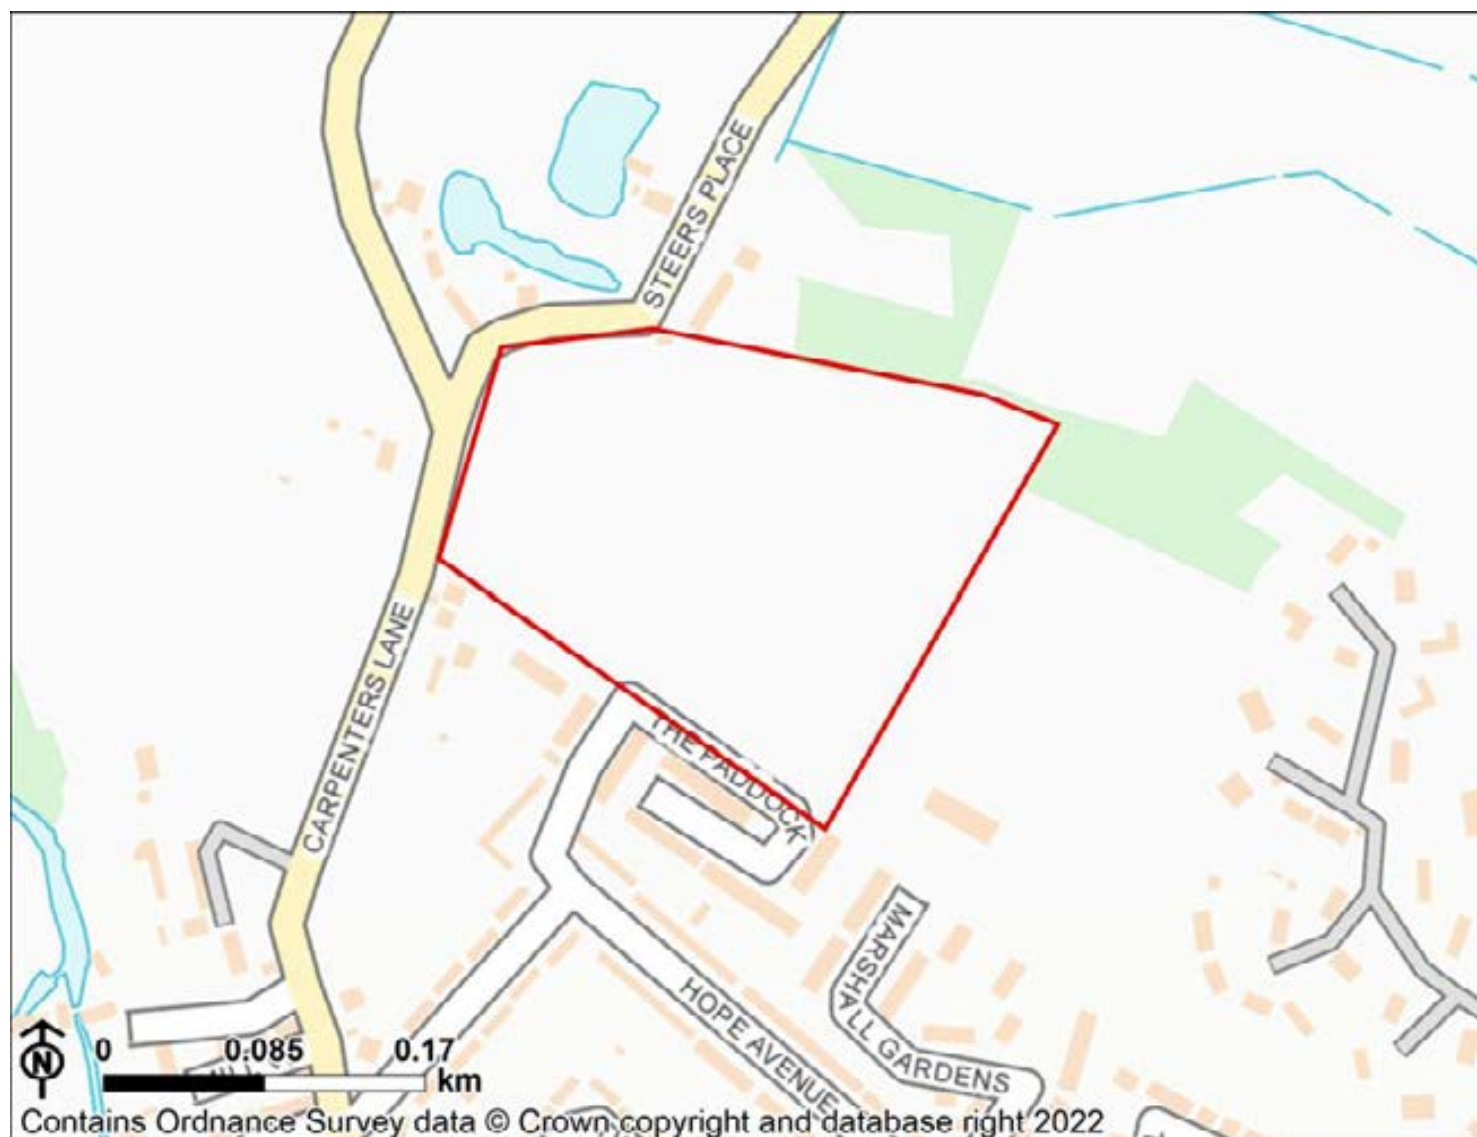 STEERS PLACE
CARPENTERS LANE
THE PADDOCK
MARSHALL GARDENS
HOPE AVENUE
N
0 0.085 0.17
km
Contains Ordnance Survey data © Crown copyright and database right 2022